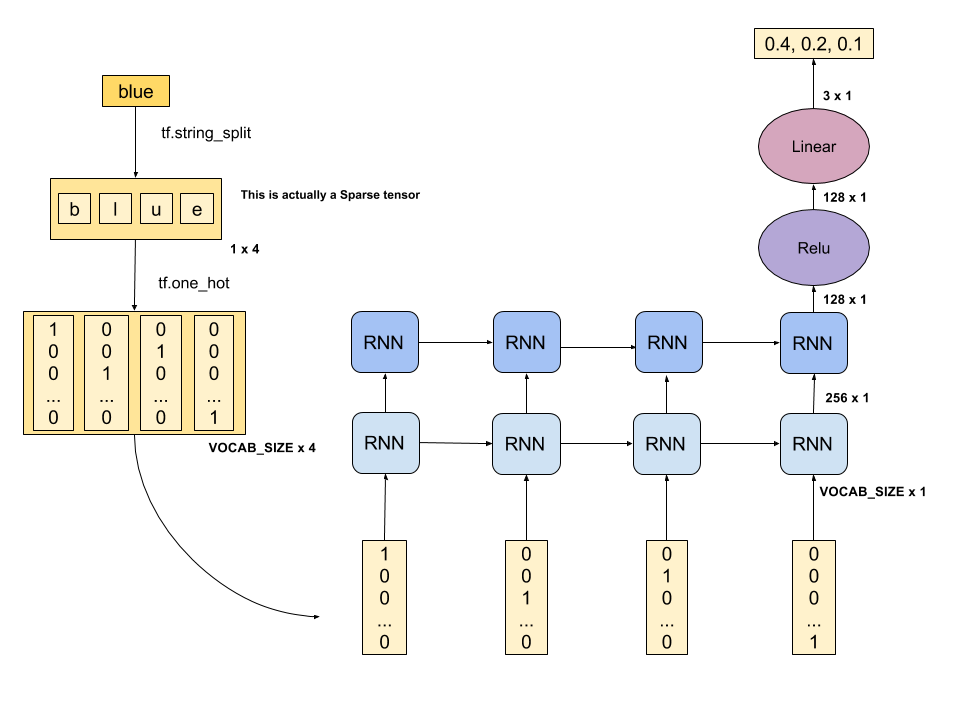 blue
tf.string_split
b l u e
This is actually a Sparse tensor
1 x 4
tf.one_hot
1 0 0 0
0 0 1 0
0 1 0 0
... ... ... ...
0 0 0 1
VOCAB_SIZE x 4
0.4, 0.2, 0.1
3 x 1
Linear
128 x 1
Relu
128 x 1
RNN RNN RNN RNN
256 x 1
RNN RNN RNN RNN
VOCAB_SIZE x 1
1 0 0 0
0 0 1 0
0 1 0 0
... ... ... ...
0 0 0 1